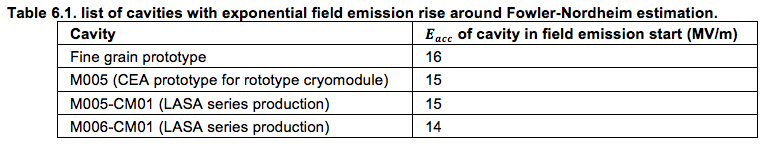 Table 6.1. list of cavities with exponential field emission rise around Fowler-Nordheim estimation.
Cavity E_acc of cavity in field emission start (MV/m)
Fine grain prototype 16
M005 (CEA prototype for rototype cryomodule) 15
M005-CM01 (LASA series production) 15
M006-CM01 (LASA series production) 14